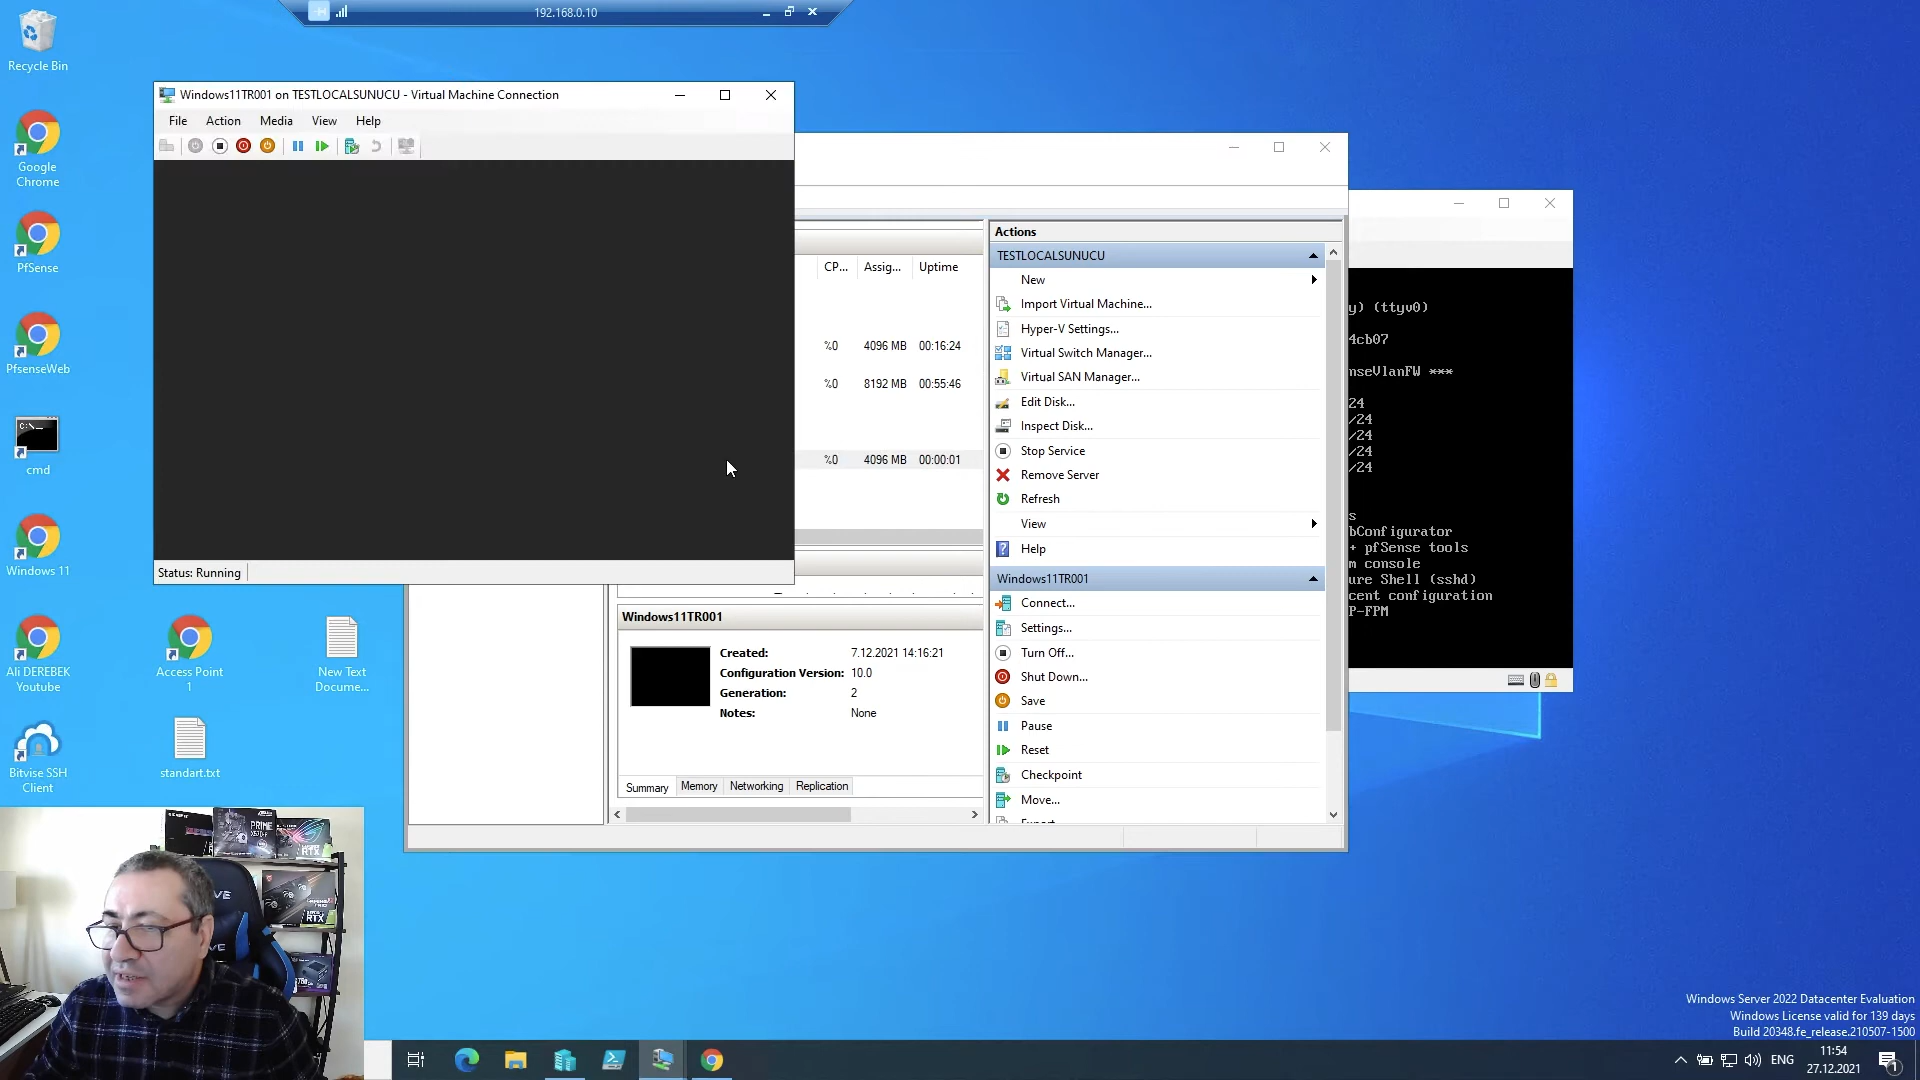 192.168.0.10
Recycle Bin
Google
Chrome
PfSense
PfsenseWeb
C:\_
cmd
Windows 11
Ali DEREBEK
Youtube
Access Point
1
New Text
Docume...
Bitvise SSH
Client
standart.txt
Windows11TR001 on TESTLOCALSUNUCU - Virtual Machine Connection
File
Action
Media
View
Help
Status: Running
CP...
Assig...
Uptime
%0
4096 MB
00:16:24
%0
8192 MB
00:55:46
%0
4096 MB
00:00:01
Windows11TR001
Created:
7.12.2021 14:16:21
Configuration Version:
10.0
Generation:
2
Notes:
None
Summary
Memory
Networking
Replication
Actions
TESTLOCALSUNUCU
New
Import Virtual Machine...
Hyper-V Settings...
Virtual Switch Manager...
Virtual SAN Manager...
Edit Disk...
Inspect Disk...
Stop Service
Remove Server
Refresh
View
Help
Windows11TR001
Connect...
Settings...
Turn Off...
Shut Down...
Save
Pause
Reset
Checkpoint
Move...
y) (ttyv0)
4cb07
nseVlanFW ***
24
/24
/24
/24
/24
s
bConfigurator
+ pfSense tools
m console
ure Shell (sshd)
cent configuration
P-FPM
PRIME
RTX
RTX
VE
Windows Server 2022 Datacenter Evaluation
Windows License valid for 139 days
Build 20348.fe_release.210507-1500
ENG
11:54
27.12.2021
1